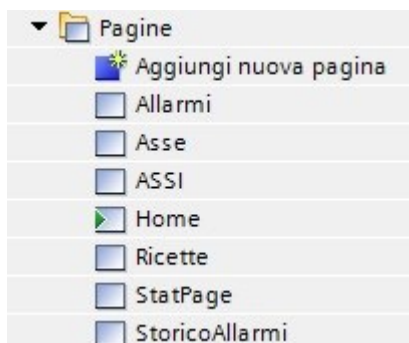 Pagine
Aggiungi nuova pagina
Allarmi
Asse
ASSI
Home
Ricette
StatPage
StoricoAllarmi